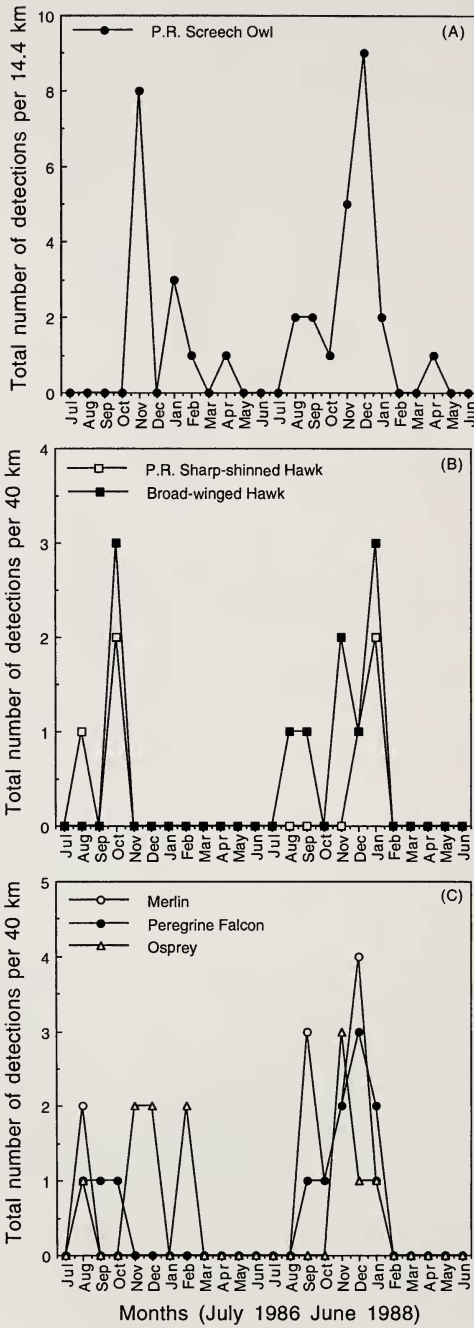 Total number of detections per 14.4 km
P.R. Screech Owl
(A)
10
8
6
4
2
0
Jul Aug Sep Oct Nov Dec Jan Feb Mar Apr May Jun Jul Aug Sep Oct Nov Dec Jan Feb Mar Apr May Jun
Total number of detections per 40 km
P.R. Sharp-shinned Hawk
Broad-winged Hawk
(B)
4
3
2
1
0
Jul Aug Sep Oct Nov Dec Jan Feb Mar Apr May Jun Jul Aug Sep Oct Nov Dec Jan Feb Mar Apr May Jun
Total number of detections per 40 km
Merlin
Peregrine Falcon
Osprey
(C)
5
4
3
2
1
0
Jul Aug Sep Oct Nov Dec Jan Feb Mar Apr May Jun Jul Aug Sep Oct Nov Dec Jan Feb Mar Apr May Jun
Months (July 1986 June 1988)